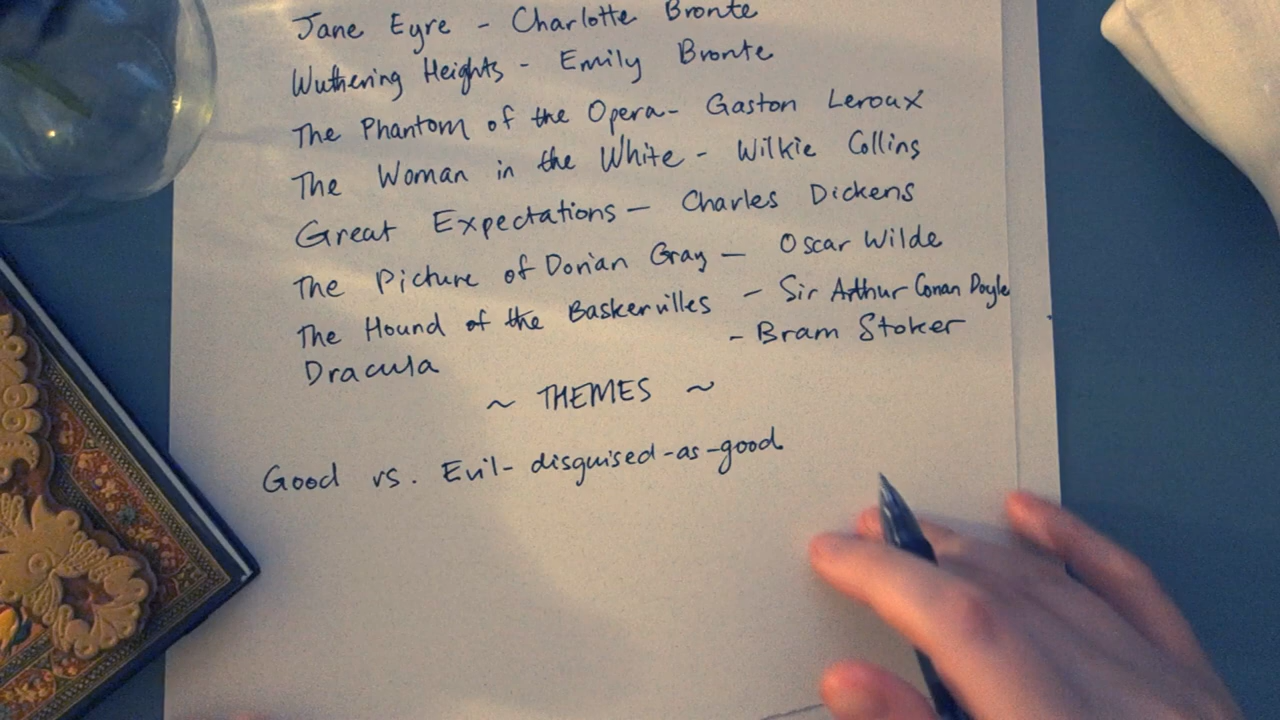 Jane Eyre - Charlotte Bronte
Wuthering Heights - Emily Bronte
The Phantom of the Opera - Gaston Leroux
The Woman in the White - Wilkie Collins
Great Expectations - Charles Dickens
The Picture of Dorian Gray - Oscar Wilde
The Hound of the Baskervilles - Sir Arthur Conan Doyle
Dracula - Bram Stoker
~ THEMES ~
Good vs. Evil-disguised-as-good